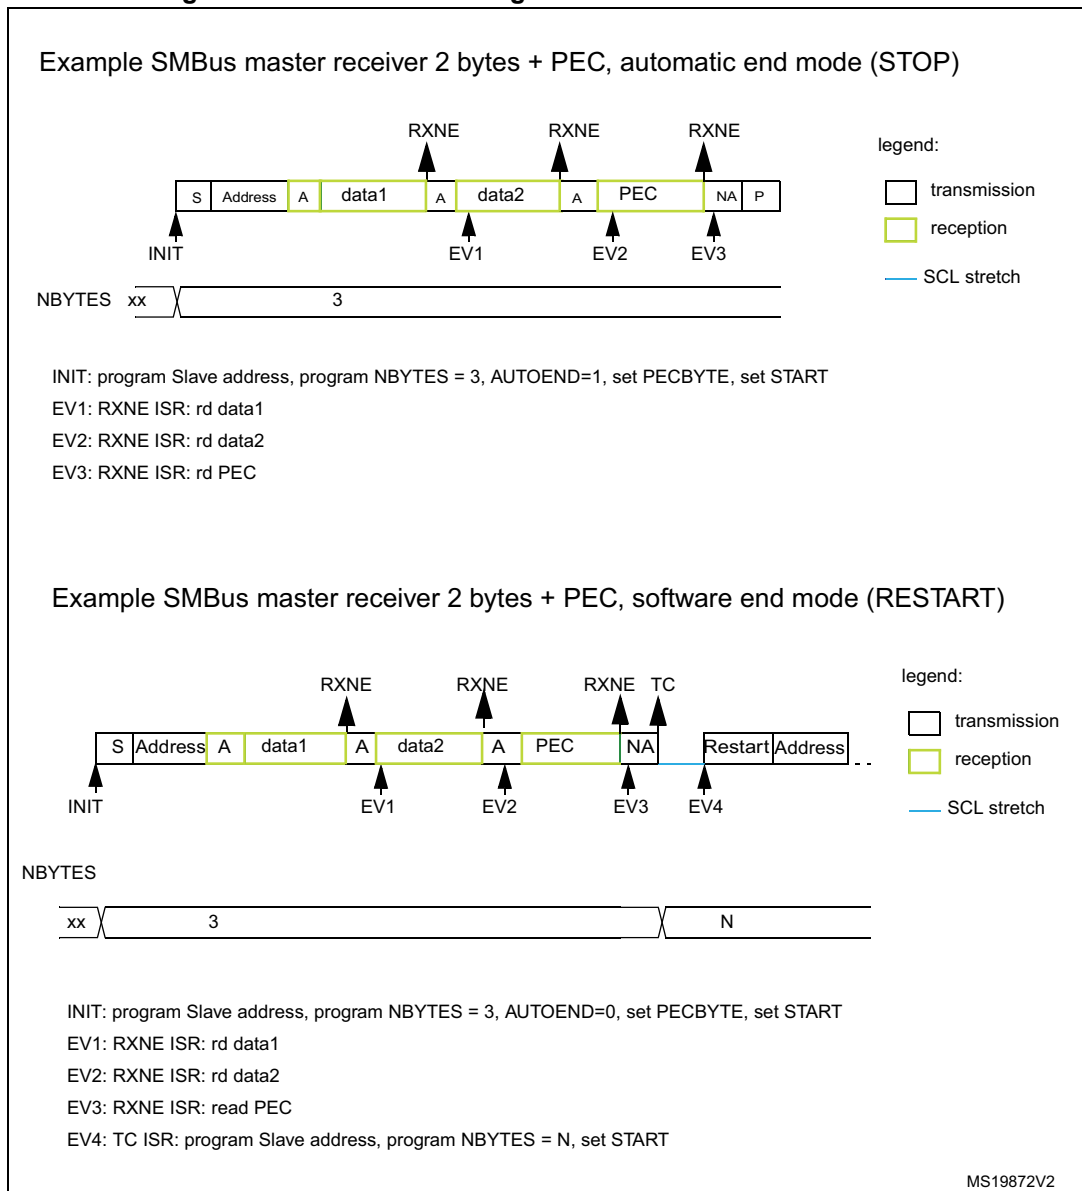 Example SMBus master receiver 2 bytes + PEC, automatic end mode (STOP)
RXNE RXNE RXNE
legend:
transmission
reception
SCL stretch
S Address A data1 A data2 A PEC NA P
INIT EV1 EV2 EV3
NBYTES xx 3
INIT: program Slave address, program NBYTES = 3, AUTOEND=1, set PECBYTE, set START
EV1: RXNE ISR: rd data1
EV2: RXNE ISR: rd data2
EV3: RXNE ISR: rd PEC
Example SMBus master receiver 2 bytes + PEC, software end mode (RESTART)
RXNE RXNE RXNE TC
legend:
transmission
reception
SCL stretch
S Address A data1 A data2 A PEC NA Restart Address
INIT EV1 EV2 EV3 EV4
NBYTES
xx 3 N
INIT: program Slave address, program NBYTES = 3, AUTOEND=0, set PECBYTE, set START
EV1: RXNE ISR: rd data1
EV2: RXNE ISR: rd data2
EV3: RXNE ISR: read PEC
EV4: TC ISR: program Slave address, program NBYTES = N, set START
MS19872V2